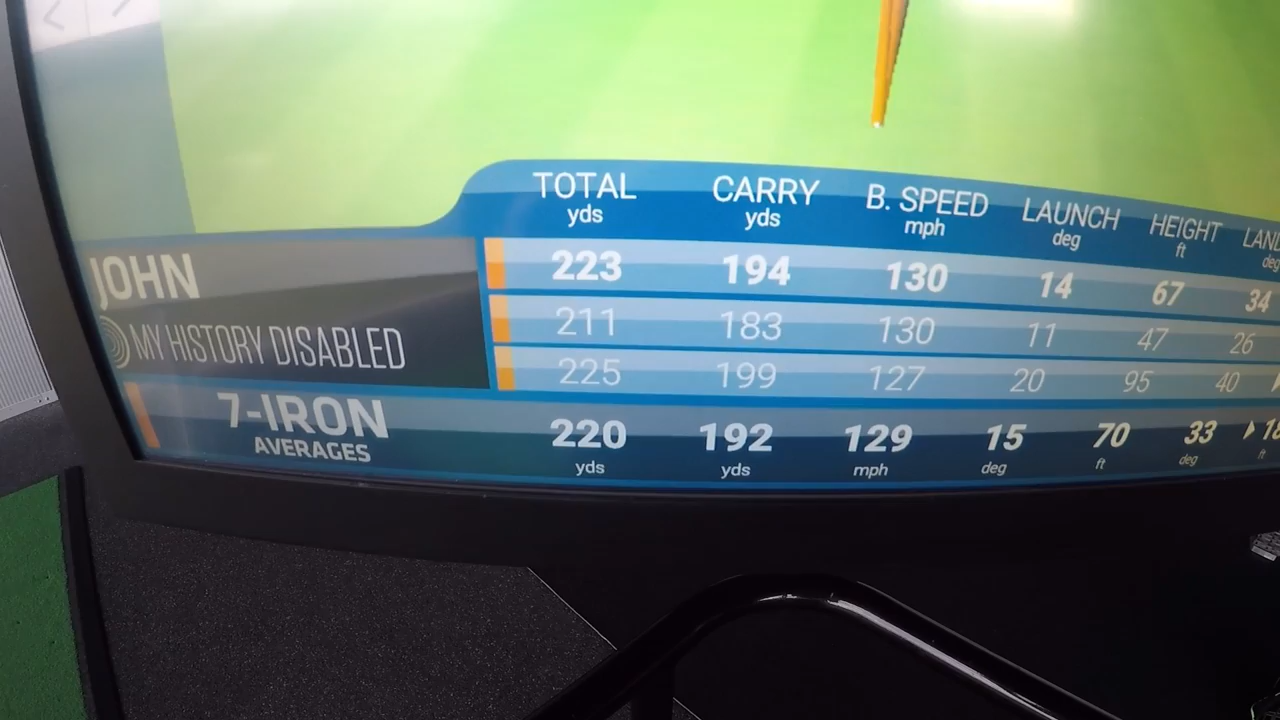 TOTAL CARRY B. SPEED LAUNCH HEIGHT
yds yds mph deg ft deg
JOHN
223 194 130 14 67 34
MY HISTORY DISABLED
211 183 130 11 47 26
225 199 127 20 95 40
7-IRON
AVERAGES
220 192 129 15 70 33
yds yds mph deg ft deg ft